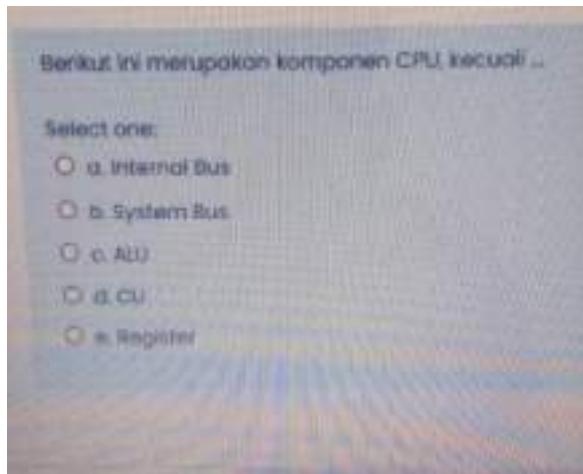 Berikut ini merupakan komponen CPU, kecuali ...
Select one:
a. Internal Bus
b. System Bus
c. ALU
d. CU
e. Register